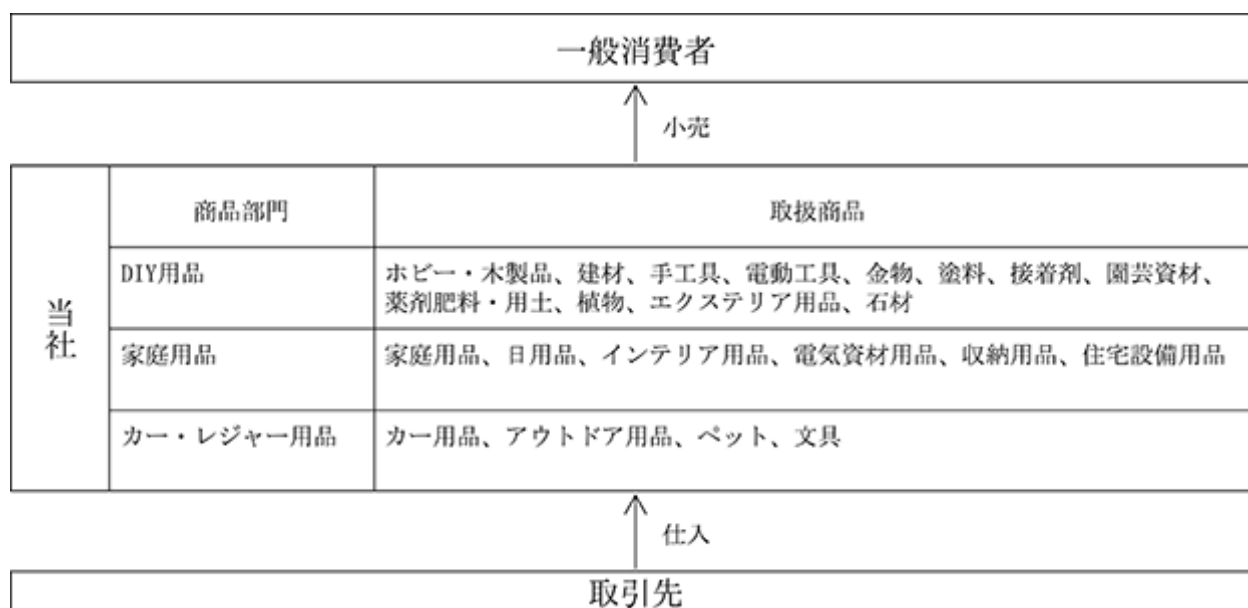 一般消費者
小売
当社
商品部門
取扱商品
DIY用品
ホビー・木製品、建材、手工具、電動工具、金物、塗料、接着剤、園芸資材、
薬剤肥料・用土、植物、エクステリア用品、石材
家庭用品
家庭用品、日用品、インテリア用品、電気資材用品、収納用品、住宅設備用品
カー・レジャー用品
カー用品、アウトドア用品、ペット、文具
仕入
取引先